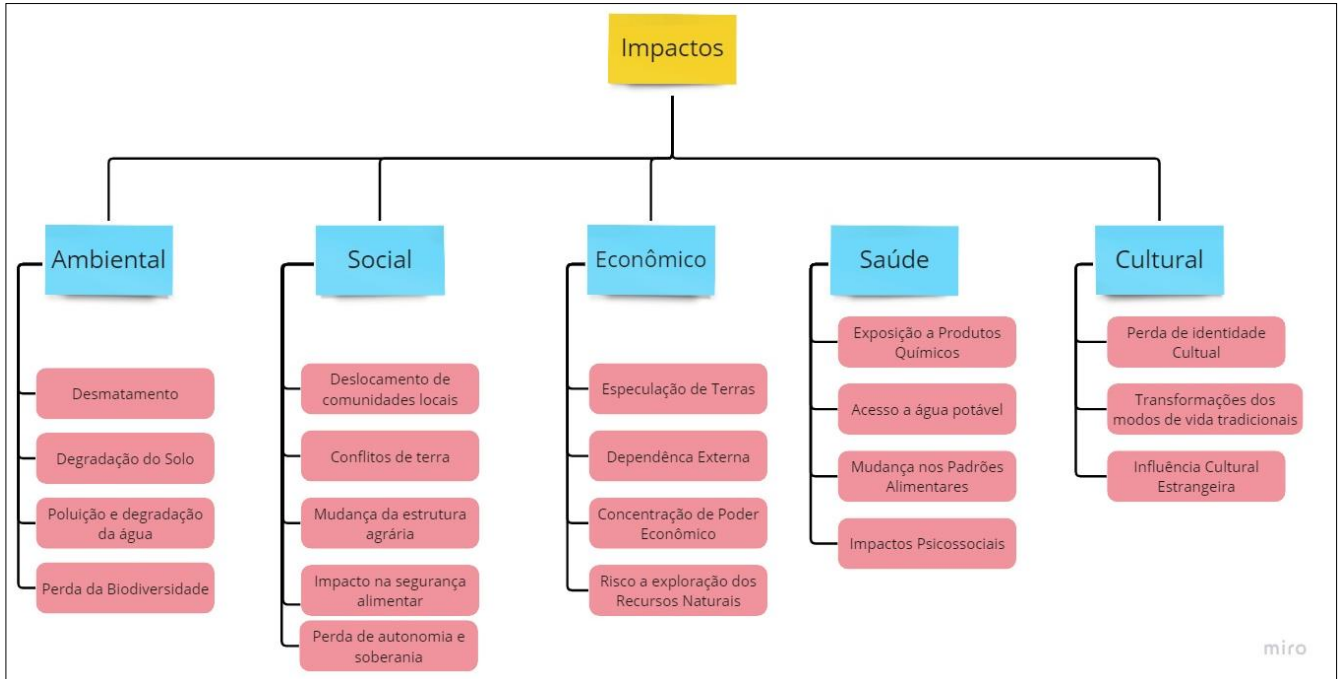 Impactos
Ambiental
Desmatamento
Degradação do Solo
Poluição e degradação
da água
Perda da Biodiversidade
Social
Deslocamento de
comunidades locais
Conflitos de terra
Mudança da estrutura
agrária
Impacto na segurança
alimentar
Perda de autonomia e
soberania
Econômico
Especulação de Terras
Dependênca Externa
Concentração de Poder
Econômico
Risco a exploração dos
Recursos Naturais
Saúde
Exposição a Produtos
Químicos
Acesso a água potável
Mudança nos Padrões
Alimentares
Impactos Psicossociais
Cultural
Perda de identidade
Cultual
Transformações dos
modos de vida tradicionais
Influência Cultural
Estrangeira
miro